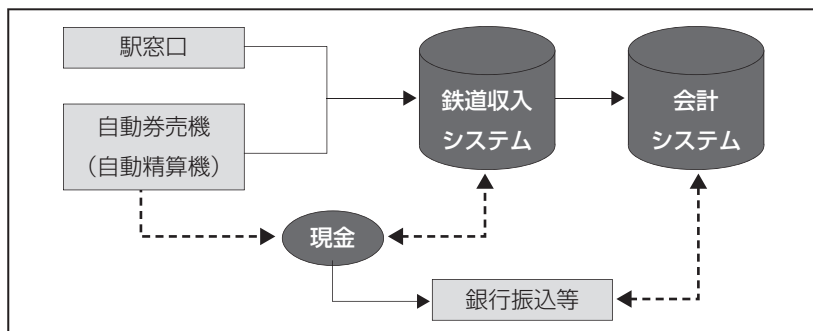 駅窓口
自動券売機
（自動精算機）
鉄道収入
システム
会計
システム
現金
銀行振込等